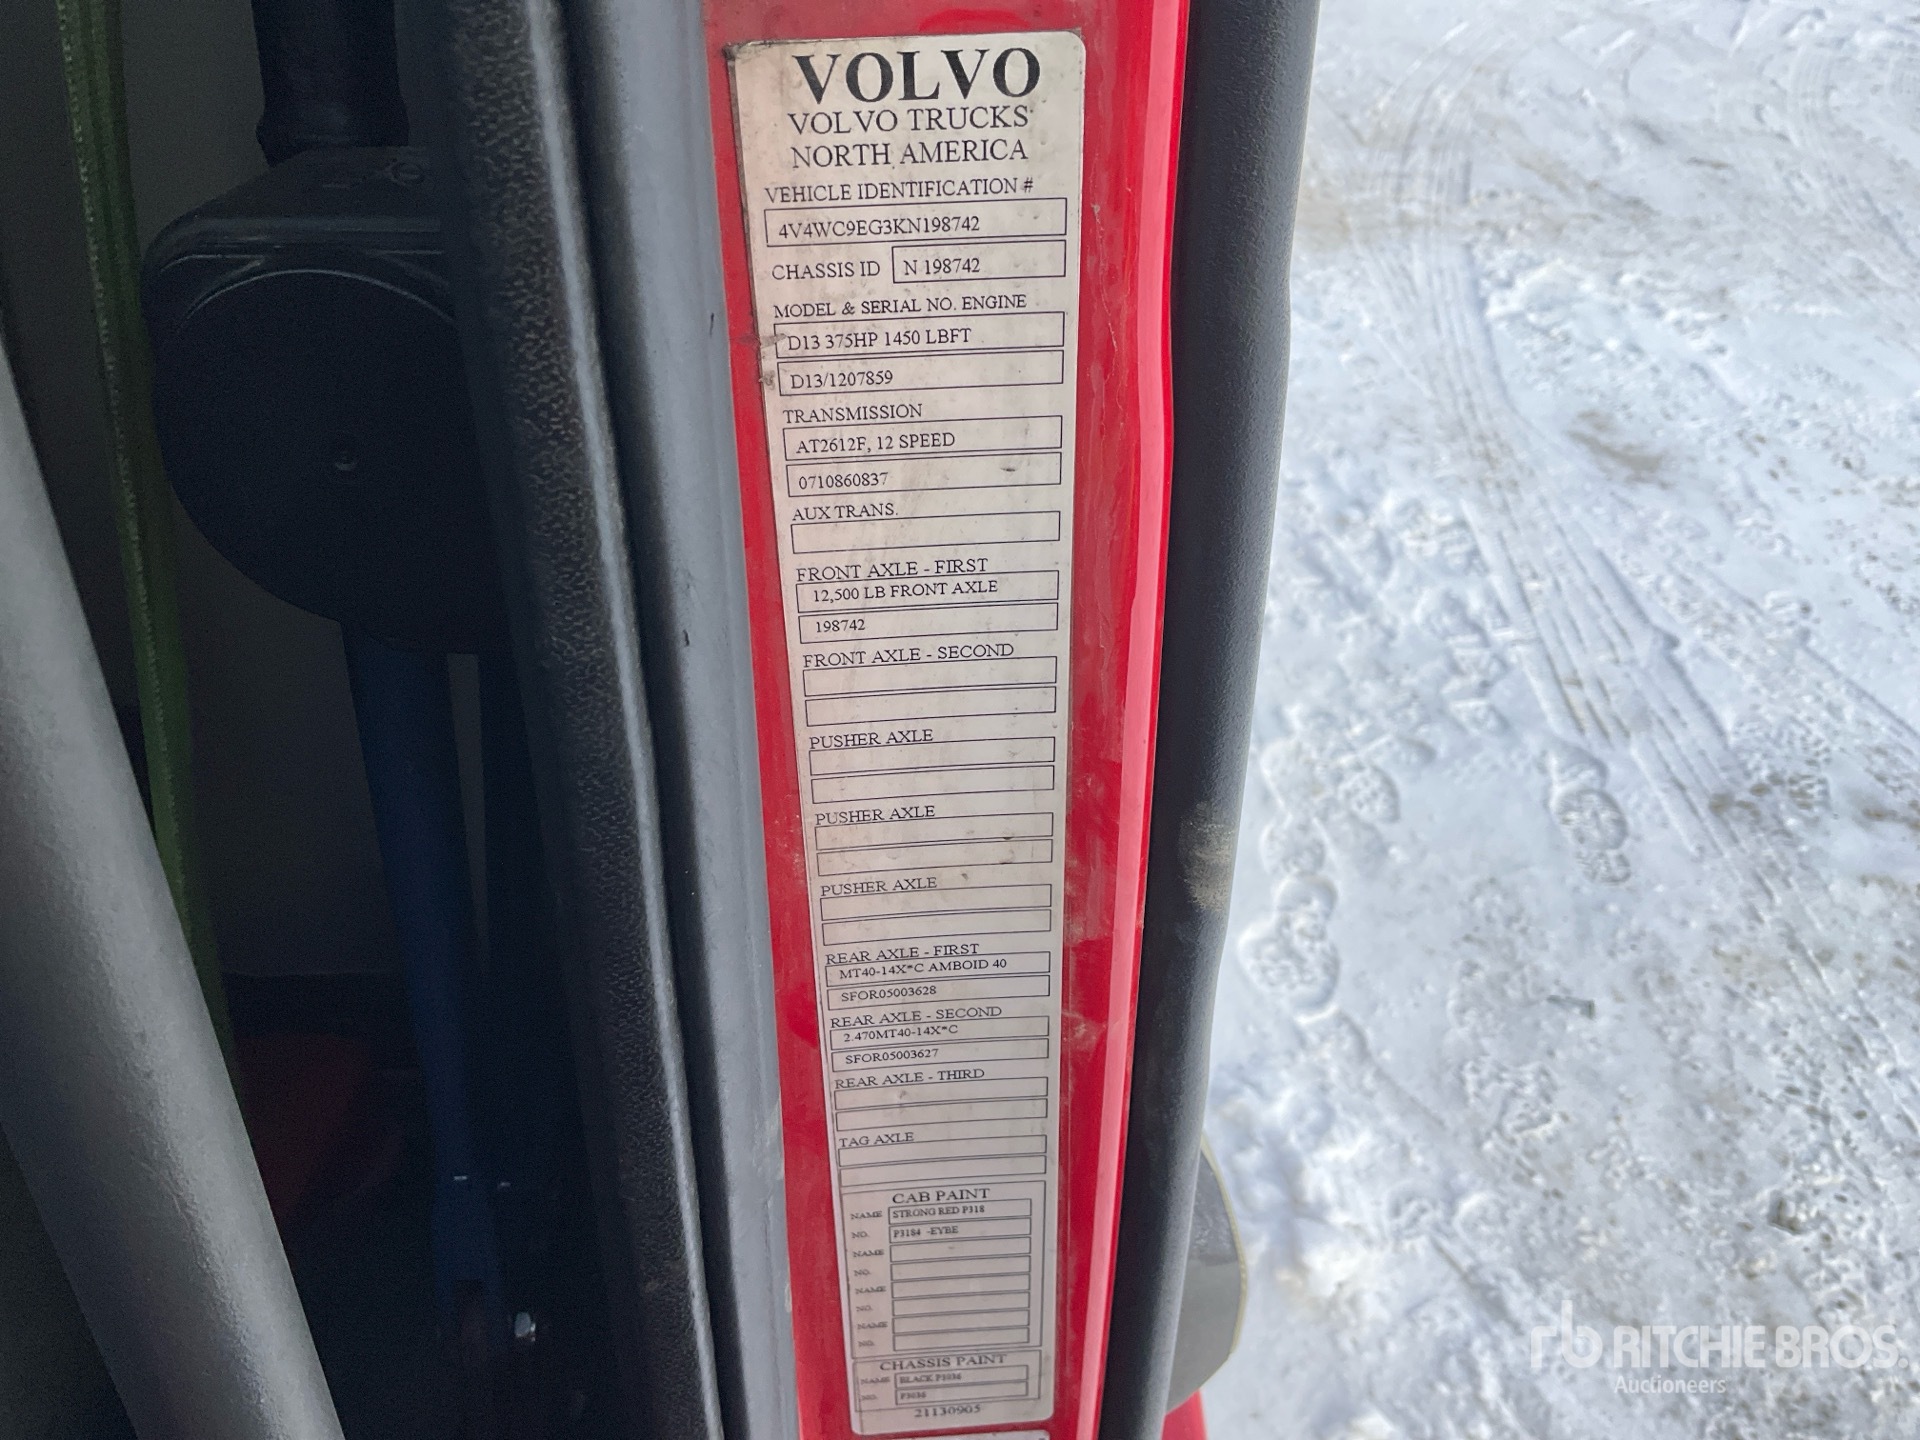 VOLVO
VOLVO TRUCKS
NORTH AMERICA
VEHICLE IDENTIFICATION #
4V4WC9EG3KN198742
CHASSIS ID N 198742
MODEL & SERIAL NO. ENGINE
D13 375HP 1450 LBFT
D13/1207859
TRANSMISSION
AT2612F, 12 SPEED
0710860837
AUX TRANS.
FRONT AXLE - FIRST
12,500 LB FRONT AXLE
198742
FRONT AXLE - SECOND
PUSHER AXLE
PUSHER AXLE
PUSHER AXLE
REAR AXLE - FIRST
MT40-14X*C AMBOID 40
SFOR05003628
REAR AXLE - SECOND
2.470MT40-14X*C
SFOR05003627
REAR AXLE - THIRD
TAG AXLE
CAB PAINT
NAME STRONG RED P318
NO. P3184 -EYBE
NAME
NO.
NAME
NO.
NAME
NO.
CHASSIS PAINT
NAME BLACK P3036
NO. P3036
21130905
rb RITCHIE BROS.
Auctioneers